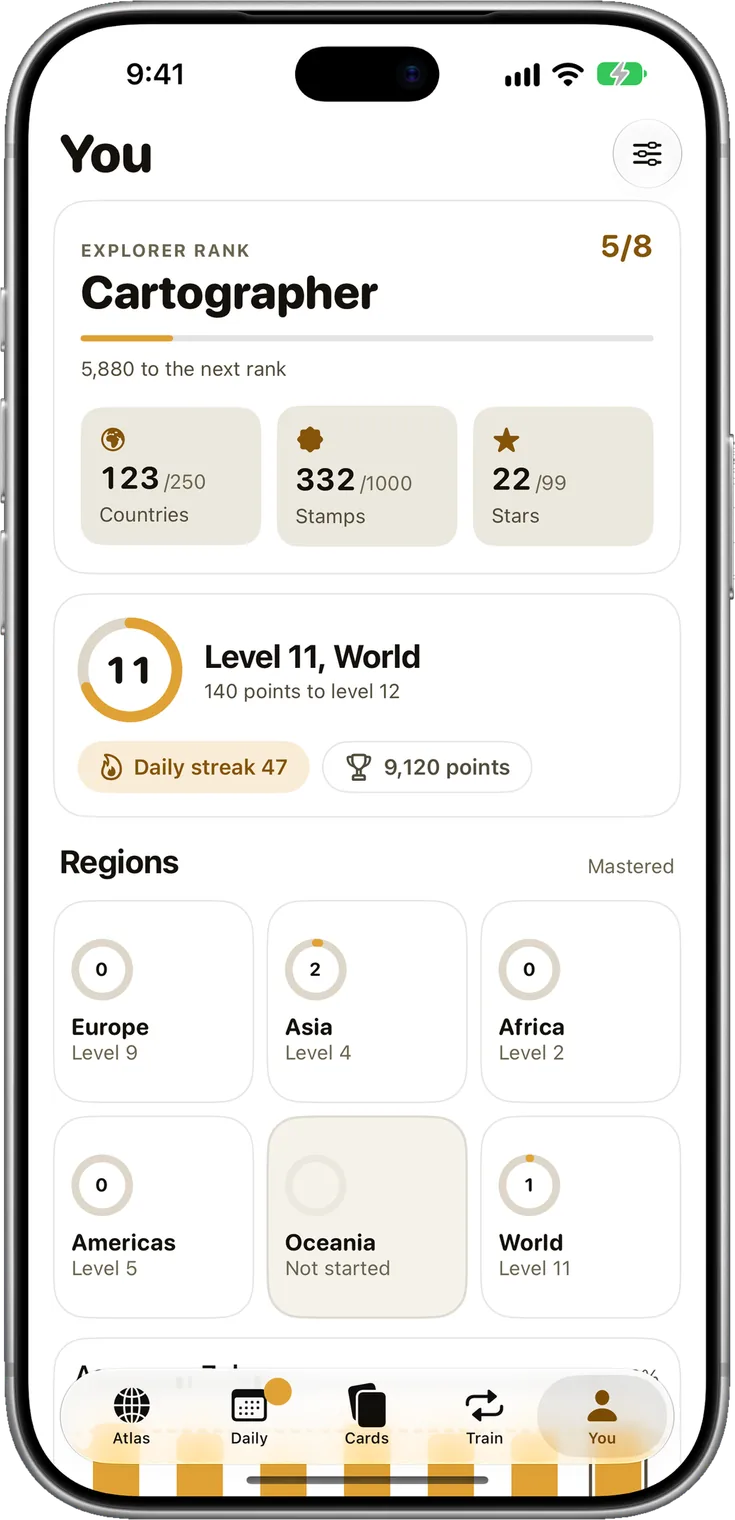 9:41
You
EXPLORER RANK
5/8
Cartographer
5,880 to the next rank
123 /250
Countries
332 /1000
Stamps
22 /99
Stars
11
Level 11, World
140 points to level 12
Daily streak 47
9,120 points
Regions
Mastered
0
Europe
Level 9
2
Asia
Level 4
0
Africa
Level 2
0
Americas
Level 5
Oceania
Not started
1
World
Level 11
Atlas
Daily
Cards
Train
You